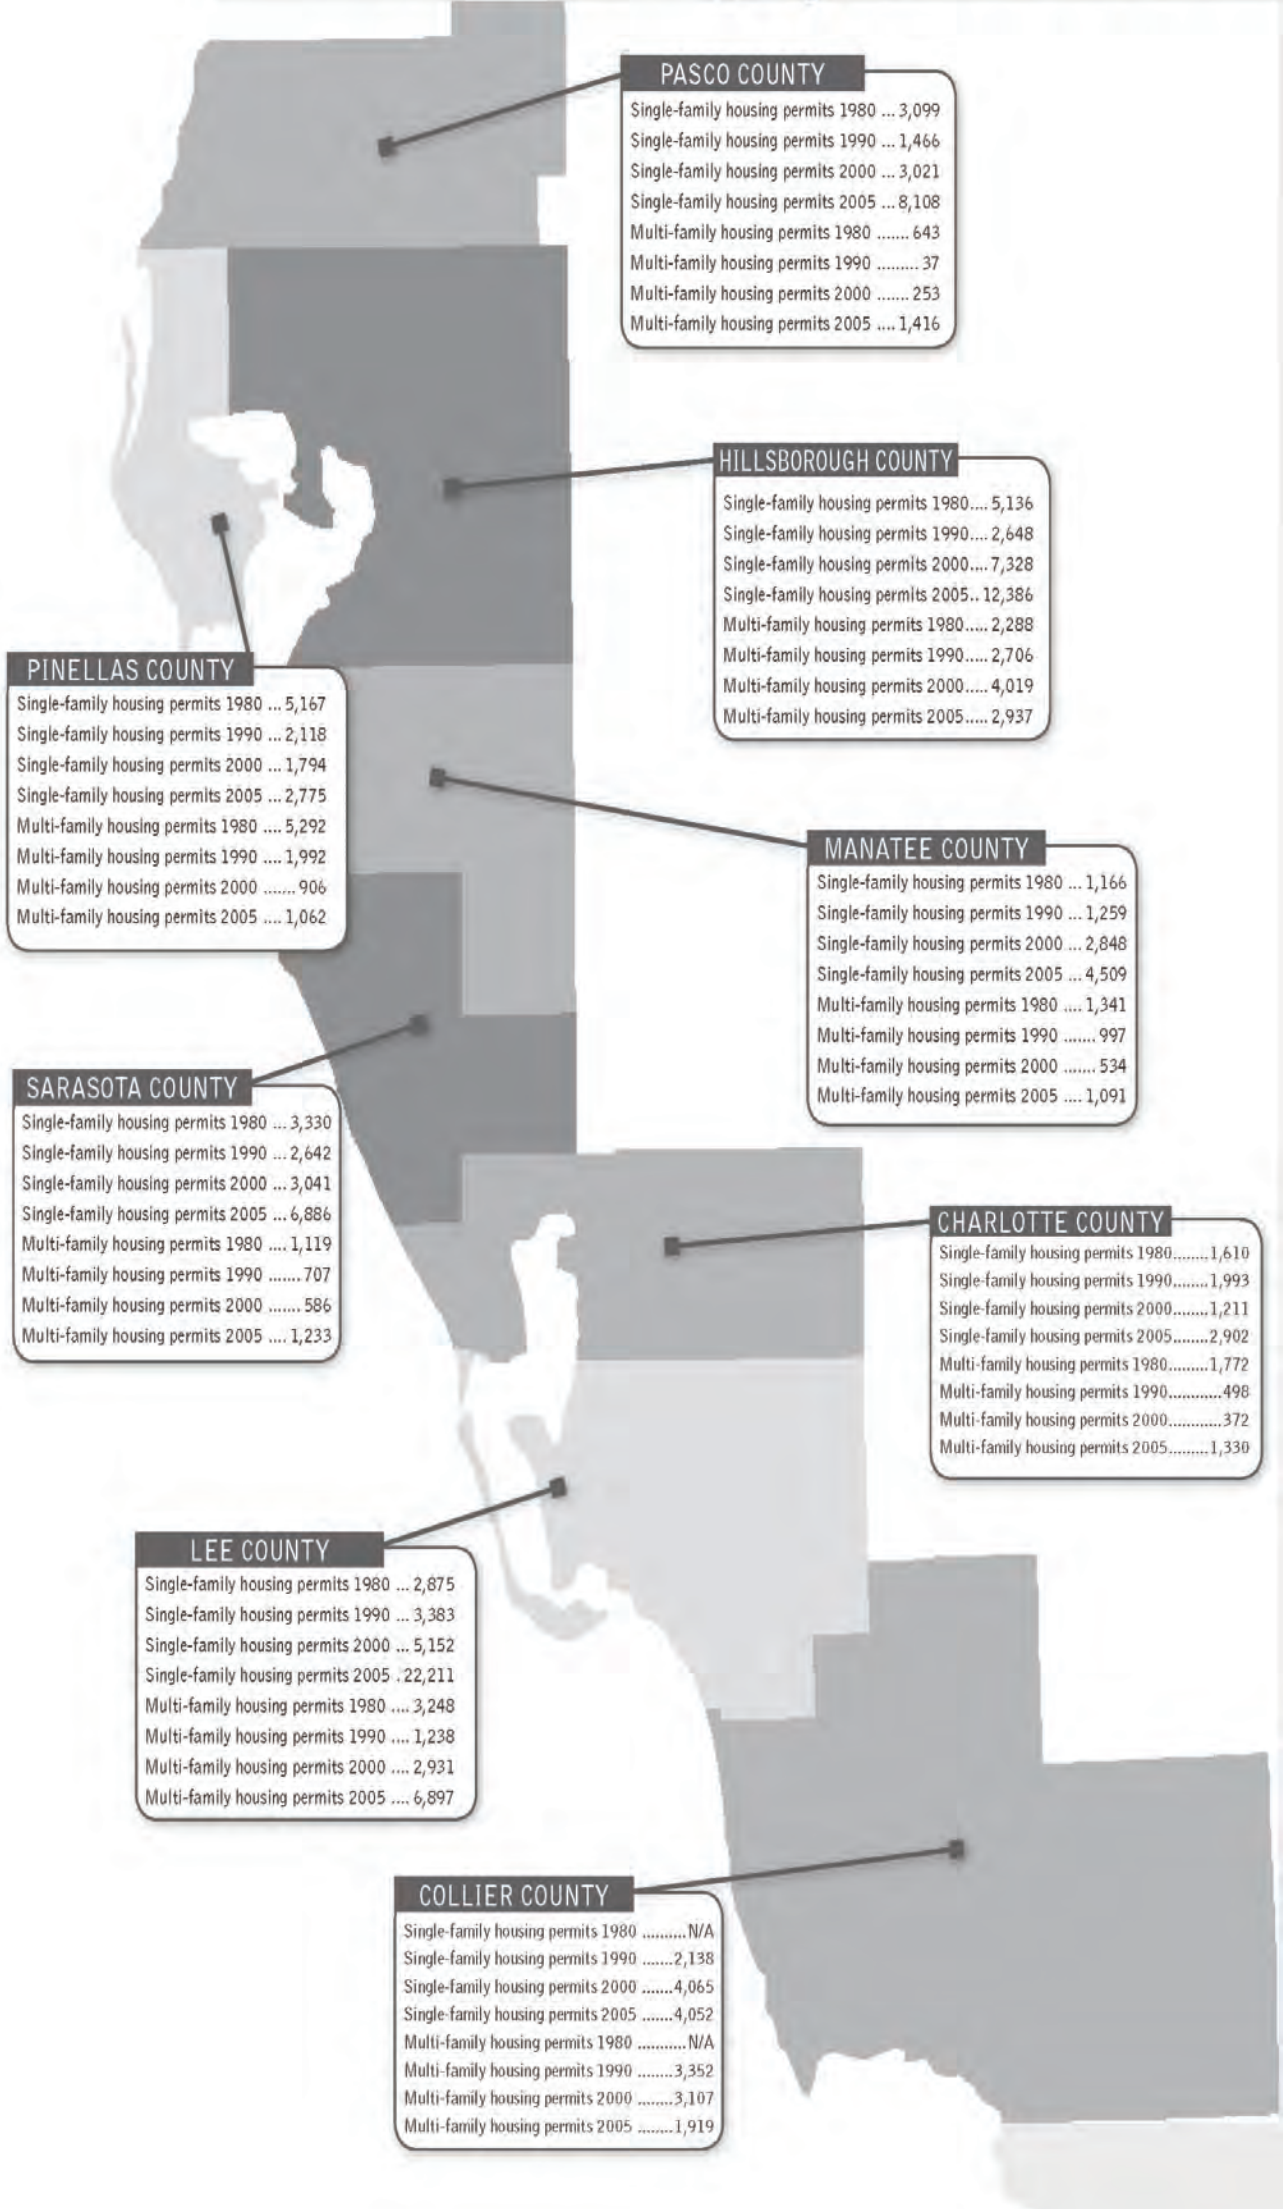 PASCO COUNTY
Single-family housing permits 1980 ... 3,099
Single-family housing permits 1990 ... 1,466
Single-family housing permits 2000 ... 3,021
Single-family housing permits 2005 ... 8,108
Multi-family housing permits 1980 ....... 643
Multi-family housing permits 1990 ......... 37
Multi-family housing permits 2000 ....... 253
Multi-family housing permits 2005 .... 1,416
HILLSBOROUGH COUNTY
Single-family housing permits 1980.... 5,136
Single-family housing permits 1990.... 2,648
Single-family housing permits 2000.... 7,328
Single-family housing permits 2005.. 12,386
Multi-family housing permits 1980..... 2,288
Multi-family housing permits 1990..... 2,706
Multi-family housing permits 2000..... 4,019
Multi-family housing permits 2005..... 2,937
PINELLAS COUNTY
Single-family housing permits 1980 ... 5,167
Single-family housing permits 1990 ... 2,118
Single-family housing permits 2000 ... 1,794
Single-family housing permits 2005 ... 2,775
Multi-family housing permits 1980 .... 5,292
Multi-family housing permits 1990 .... 1,992
Multi-family housing permits 2000 ....... 906
Multi-family housing permits 2005 .... 1,062
MANATEE COUNTY
Single-family housing permits 1980 ... 1,166
Single-family housing permits 1990 ... 1,259
Single-family housing permits 2000 ... 2,848
Single-family housing permits 2005 ... 4,509
Multi-family housing permits 1980 .... 1,341
Multi-family housing permits 1990 ....... 997
Multi-family housing permits 2000 ....... 534
Multi-family housing permits 2005 .... 1,091
SARASOTA COUNTY
Single-family housing permits 1980 ... 3,330
Single-family housing permits 1990 ... 2,642
Single-family housing permits 2000 ... 3,041
Single-family housing permits 2005 ... 6,886
Multi-family housing permits 1980 .... 1,119
Multi-family housing permits 1990 ....... 707
Multi-family housing permits 2000 ....... 586
Multi-family housing permits 2005 .... 1,233
CHARLOTTE COUNTY
Single-family housing permits 1980........1,610
Single-family housing permits 1990........1,993
Single-family housing permits 2000........1,211
Single-family housing permits 2005........2,902
Multi-family housing permits 1980.........1,772
Multi-family housing permits 1990............498
Multi-family housing permits 2000............372
Multi-family housing permits 2005.........1,330
LEE COUNTY
Single-family housing permits 1980 ... 2,875
Single-family housing permits 1990 ... 3,383
Single-family housing permits 2000 ... 5,152
Single-family housing permits 2005 . 22,211
Multi-family housing permits 1980 .... 3,248
Multi-family housing permits 1990 .... 1,238
Multi-family housing permits 2000 .... 2,931
Multi-family housing permits 2005 .... 6,897
COLLIER COUNTY
Single-family housing permits 1980 ..........N/A
Single-family housing permits 1990 .......2,138
Single-family housing permits 2000 .......4,065
Single-family housing permits 2005 .......4,052
Multi-family housing permits 1980 ...........N/A
Multi-family housing permits 1990 ........3,352
Multi-family housing permits 2000 ........3,107
Multi-family housing permits 2005 ........1,919